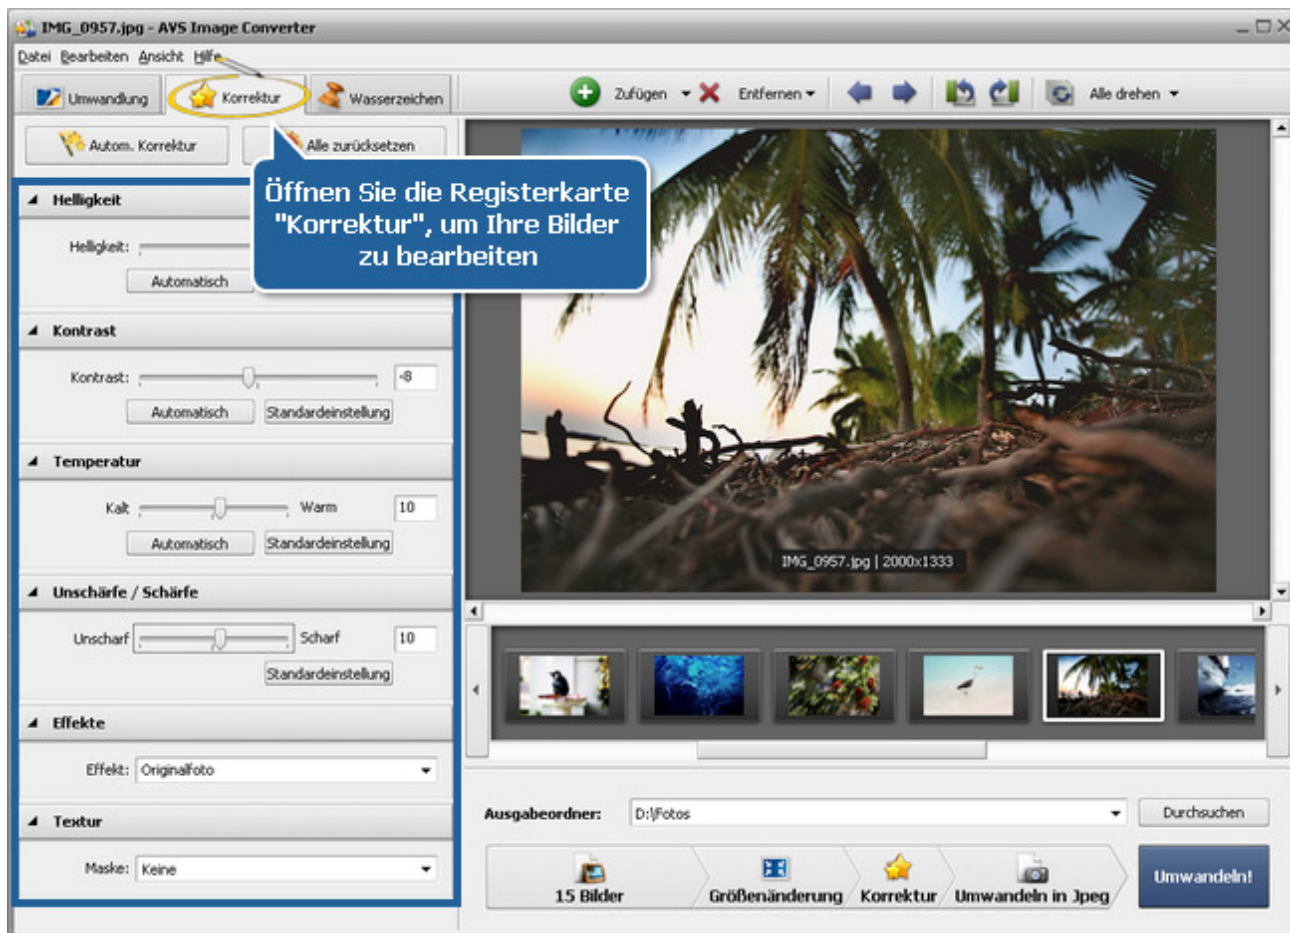 IMG_0957.jpg - AVS Image Converter
Datei Bearbeiten Ansicht Hilfe
Umwandlung Korrektur Wasserzeichen
Zufügen Entfernen Alle drehen
Autom. Korrektur Alle zurücksetzen
Öffnen Sie die Registerkarte
"Korrektur", um Ihre Bilder
zu bearbeiten
Helligkeit
Helligkeit:
Automatisch
Kontrast
Kontrast: -8
Automatisch Standardeinstellung
Temperatur
Kalt Warm 10
Automatisch Standardeinstellung
Unschärfe / Schärfe
Unscharf Scharf 10
Standardeinstellung
Effekte
Effekt: Originalfoto
Textur
Maske: Keine
IMG_0957.jpg | 2000x1333
Ausgabeordner: D:\Fotos Durchsuchen
15 Bilder Größenänderung Korrektur Umwandeln in Jpeg Umwandeln!